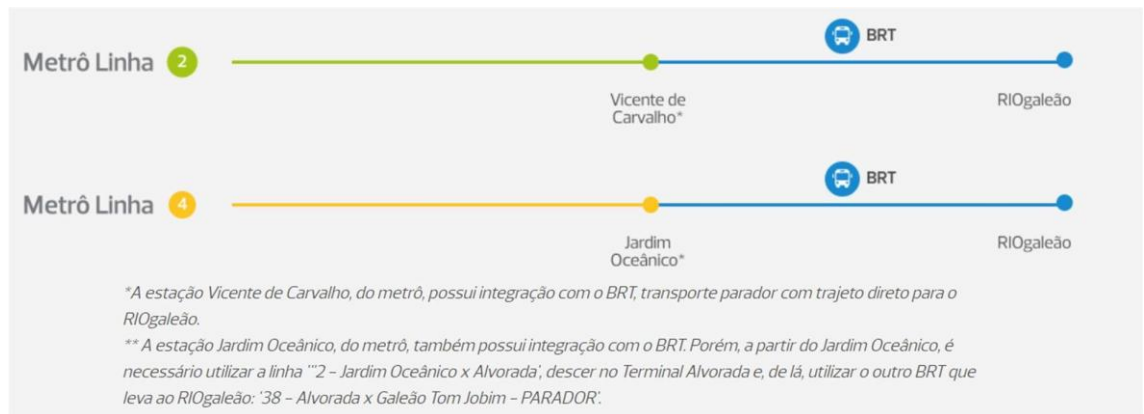 BRT
Metrô Linha 2
Vicente de
Carvalho*
RIOgaleão
BRT
Metrô Linha 4
Jardim
Oceânico*
RIOgaleão
*A estação Vicente de Carvalho, do metrô, possui integração com o BRT, transporte parador com trajeto direto para o
RIOgaleão.
** A estação Jardim Oceânico, do metrô, também possui integração com o BRT. Porém, a partir do Jardim Oceânico, é
necessário utilizar a linha '"2 - Jardim Oceânico x Alvorada', descer no Terminal Alvorada e, de lá, utilizar o outro BRT que
leva ao RIOgaleão: '38 - Alvorada x Galeão Tom Jobim - PARADOR'.